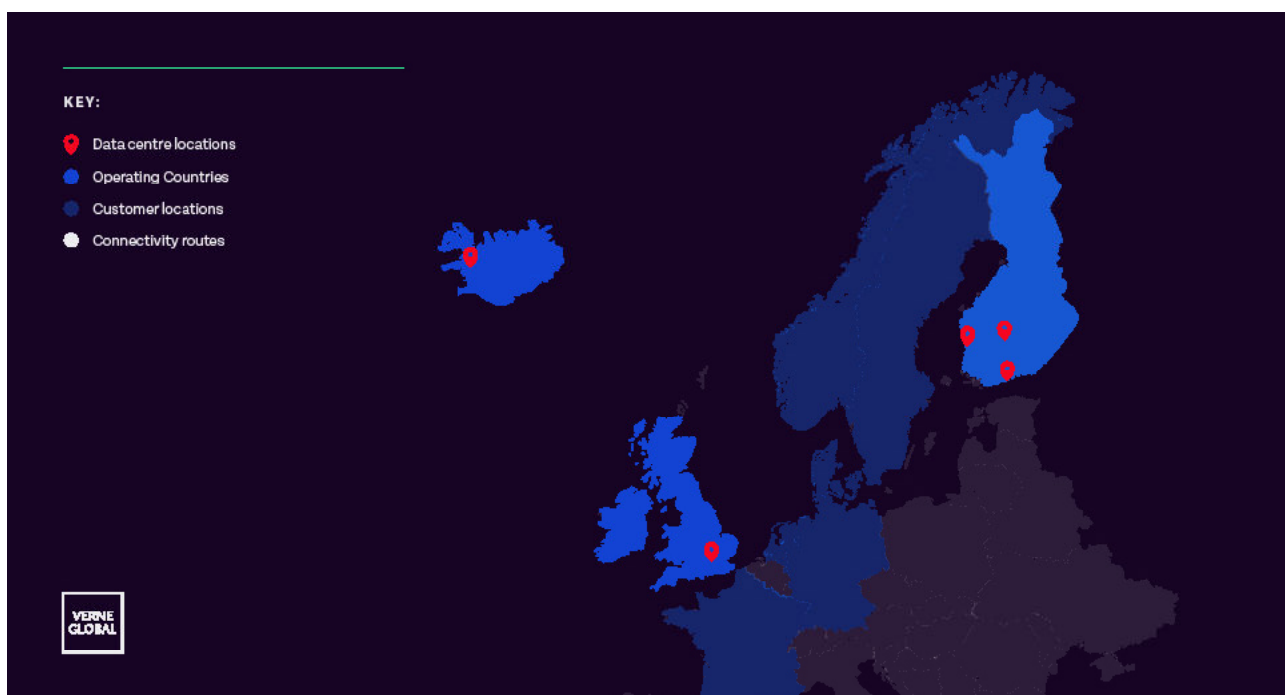 KEY:
Data centre locations
Operating Countries
Customer locations
Connectivity routes
VERNE
GLOBAL